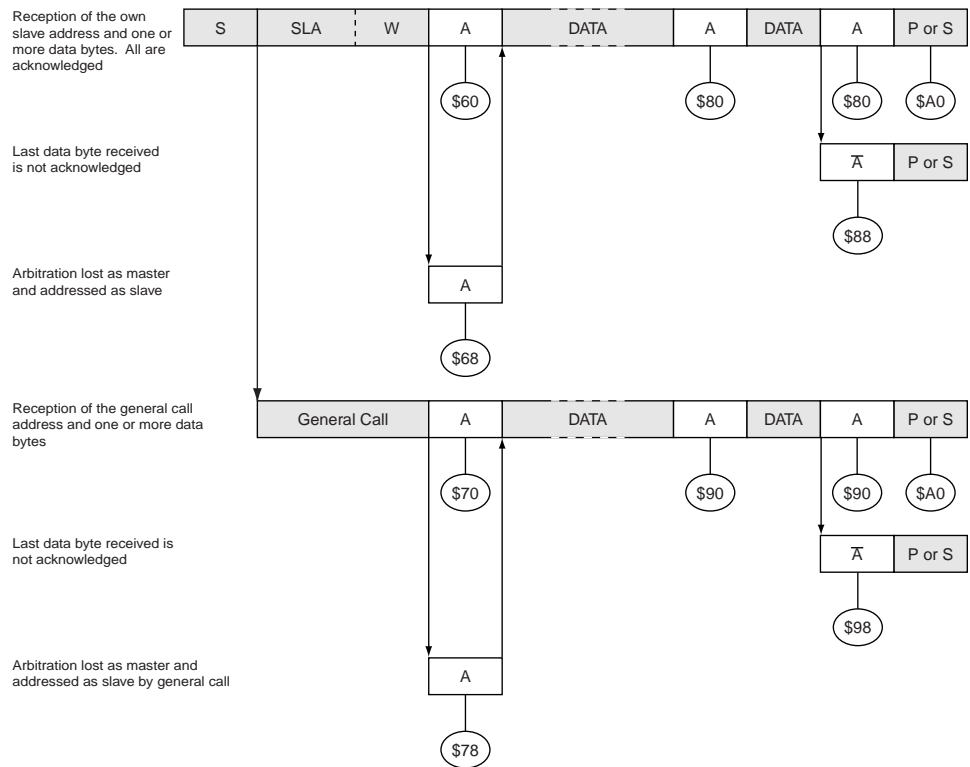 Reception of the own
slave address and one or
more data bytes. All are
acknowledged
S SLA W A DATA A DATA A P or S
$60 $80 $80 $A0
Last data byte received
is not acknowledged
A̅ P or S
$88
Arbitration lost as master
and addressed as slave
A
$68
Reception of the general call
address and one or more data
bytes
General Call A DATA A DATA A P or S
$70 $90 $90 $A0
Last data byte received is
not acknowledged
A̅ P or S
$98
Arbitration lost as master and
addressed as slave by general call
A
$78